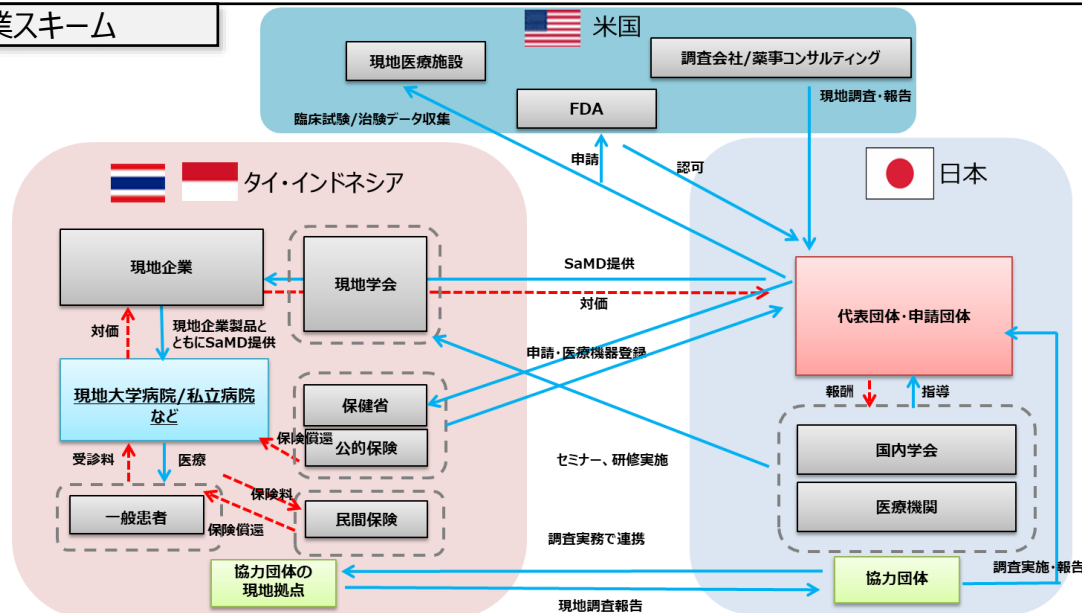 業スキーム
米国
現地医療施設
調査会社/薬事コンサルティング
FDA
臨床試験/治験データ収集
現地調査・報告
申請
認可
タイ・インドネシア
日本
現地企業
現地学会
SaMD提供
対価
代表団体・申請団体
対価
現地企業製品と
ともにSaMD提供
申請・医療機器登録
現地大学病院/私立病院
など
保健省
公的保険
保険償還
報酬
指導
国内学会
医療機関
受診料
医療
セミナー、研修実施
一般患者
保険料
保険償還
民間保険
調査実務で連携
協力団体の
現地拠点
協力団体
調査実施・報告
現地調査報告